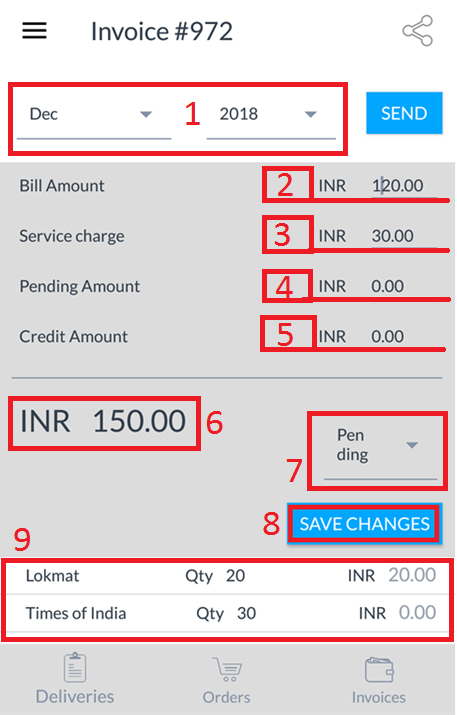 Invoice #972
Dec 1 2018 SEND
Bill Amount 2 INR 120.00
Service charge 3 INR 30.00
Pending Amount 4 INR 0.00
Credit Amount 5 INR 0.00
INR 150.00 6
7 Pen
ding
8 SAVE CHANGES
9
Lokmat Qty 20 INR 20.00
Times of India Qty 30 INR 0.00
Deliveries Orders Invoices